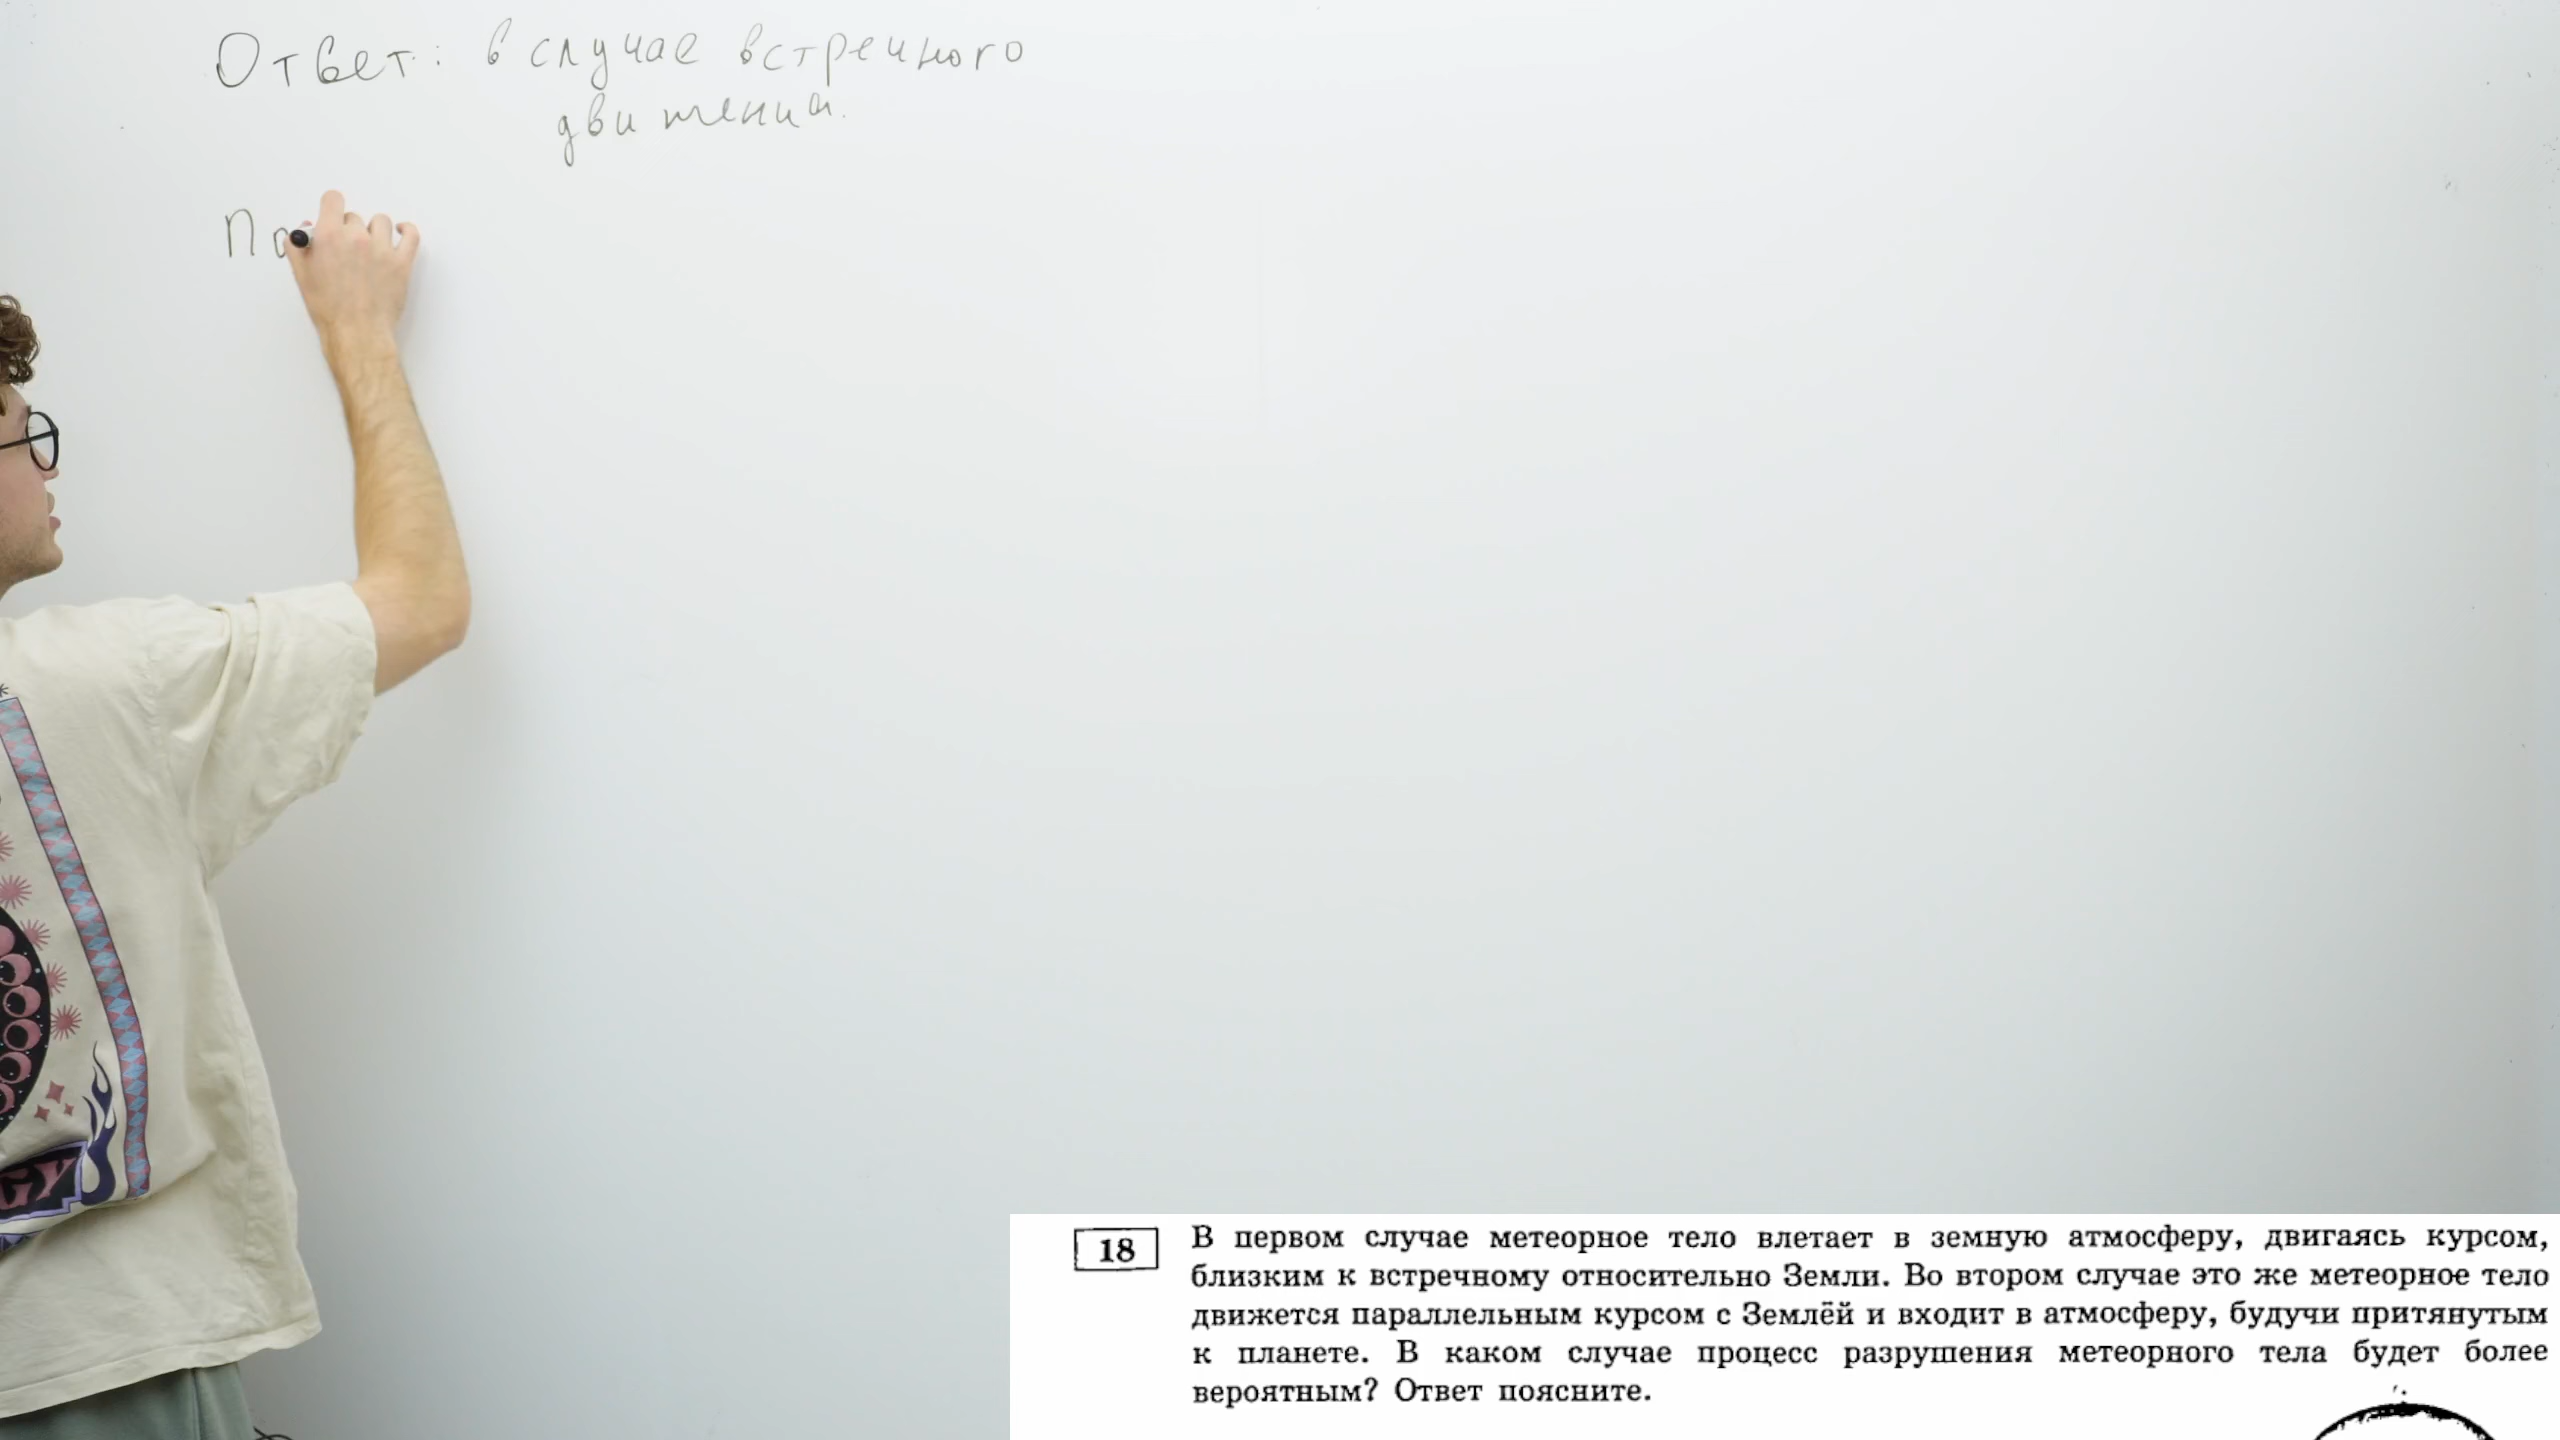 Ответ: в случае встречного
движения.
По
18 В первом случае метеорное тело влетает в земную атмосферу, двигаясь курсом,
близким к встречному относительно Земли. Во втором случае это же метеорное тело
движется параллельным курсом с Землёй и входит в атмосферу, будучи притянутым
к планете. В каком случае процесс разрушения метеорного тела будет более
вероятным? Ответ поясните.